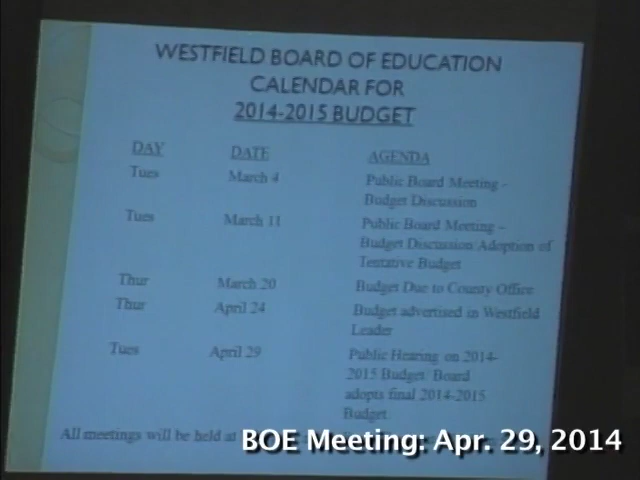 WESTFIELD BOARD OF EDUCATION
CALENDAR FOR
2014-2015 BUDGET
DAY DATE AGENDA
Tues March 4 Public Board Meeting -
Budget Discussion
Tues March 11 Public Board Meeting –
Budget Discussion/Adoption of
Tentative Budget
Thur March 20 Budget Due to County Office
Thur April 24 Budget advertised in Westfield
Leader
Tues April 29 Public Hearing on 2014-
2015 Budget/ Board
adopts final 2014-2015
Budget
All meetings will be held at
BOE Meeting: Apr. 29, 2014